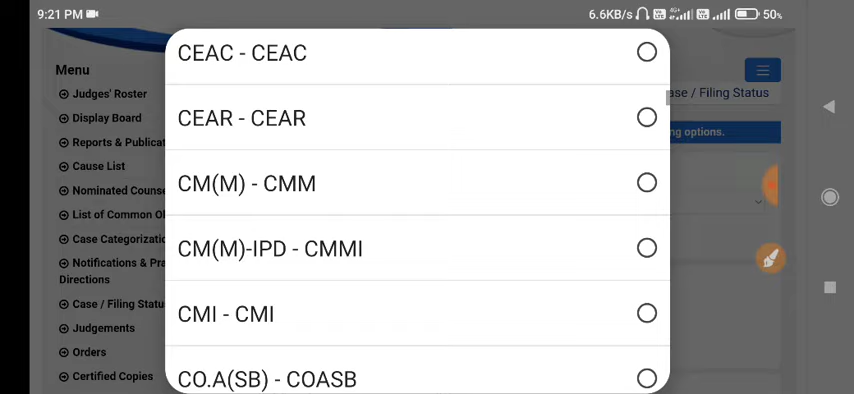 9:21 PM
6.6KB/s
50%
Menu
Judges' Roster
Display Board
Reports & Publicat
Cause List
Nominated Counse
List of Common O
Case Categorizatio
Notifications & Pra
Directions
Case / Filing Statu
Judgements
Orders
Certified Copies
CEAC - CEAC
CEAR - CEAR
CM(M) - CMM
CM(M)-IPD - CMMI
CMI - CMI
CO.A(SB) - COASB
ase / Filing Status
ng options.